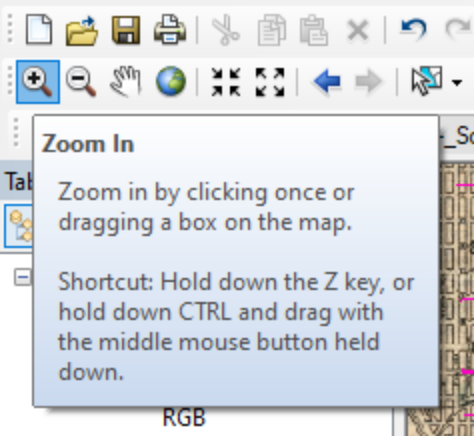 _Sc
Zoom In
Tab
Zoom in by clicking once or
dragging a box on the map.
Shortcut: Hold down the Z key, or
hold down CTRL and drag with
the middle mouse button held
down.
RGB